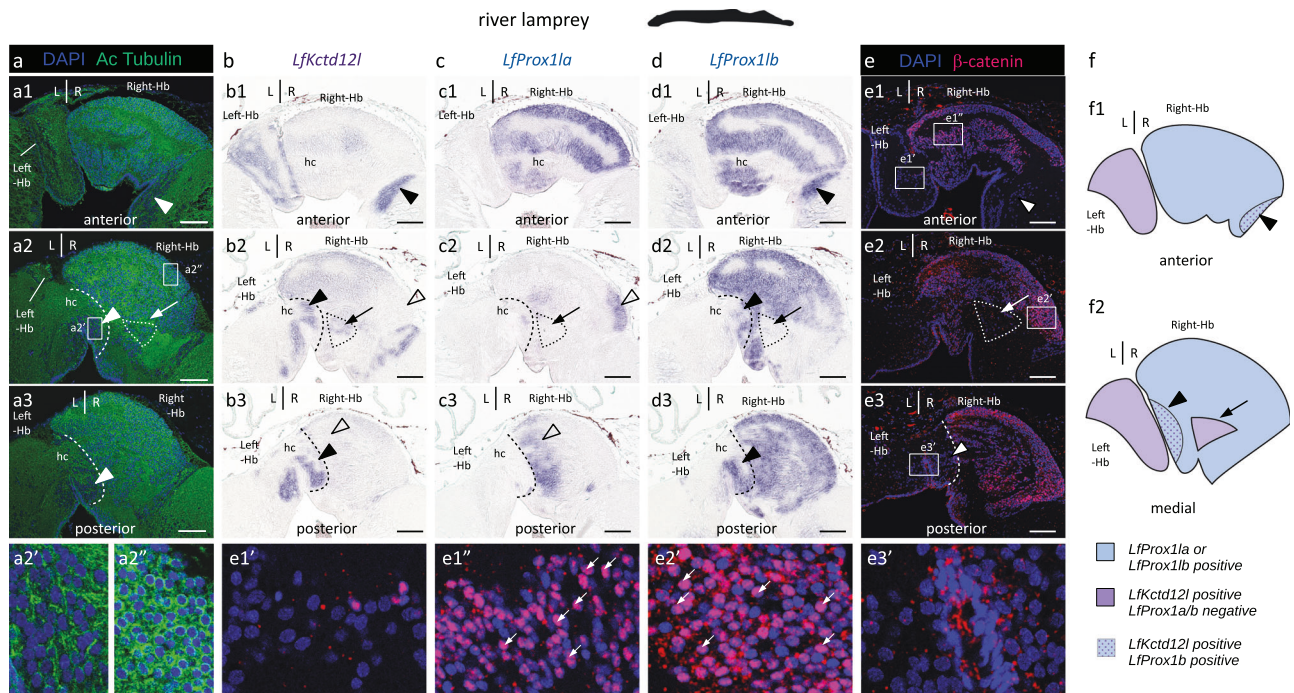 river lamprey
a DAPI Ac Tubulin
b LfKctd12l
c LfProx1la
d LfProx1lb
e DAPI β-catenin
f
a1 L R Right-Hb
Left
-Hb
anterior
b1 L R Right-Hb
Left-Hb
hc
anterior
c1 L R Right-Hb
hc
anterior
d1 L R Right-Hb
hc
anterior
e1 L R Right-Hb
Left
-Hb
e1''
e1'
anterior
f1
Right-Hb
L R
Left
-Hb
anterior
a2 L R Right-Hb
Left
-Hb
a2''
hc
a2'
b2 L R Right-Hb
Left
-Hb
hc
c2 L R Right-Hb
Left
-Hb
hc
d2 L R Right-Hb
Left
-Hb
hc
e2 L R Right-Hb
Left
-Hb
e2'
f2
Right-Hb
L R
Left
-Hb
medial
a3 L R Right
-Hb
Left
-Hb
hc
posterior
b3 L R Right-Hb
Left
-Hb
hc
posterior
c3 L R Right-Hb
Left
-Hb
hc
posterior
d3 L R Right-Hb
Left
-Hb
hc
posterior
e3 L R Right-Hb
Left
-Hb
hc
e3'
posterior
a2'
a2''
e1'
e1''
e2'
e3'
LfProx1la or
LfProx1lb positive
LfKctd12l positive
LfProx1a/b negative
LfKctd12l positive
LfProx1b positive